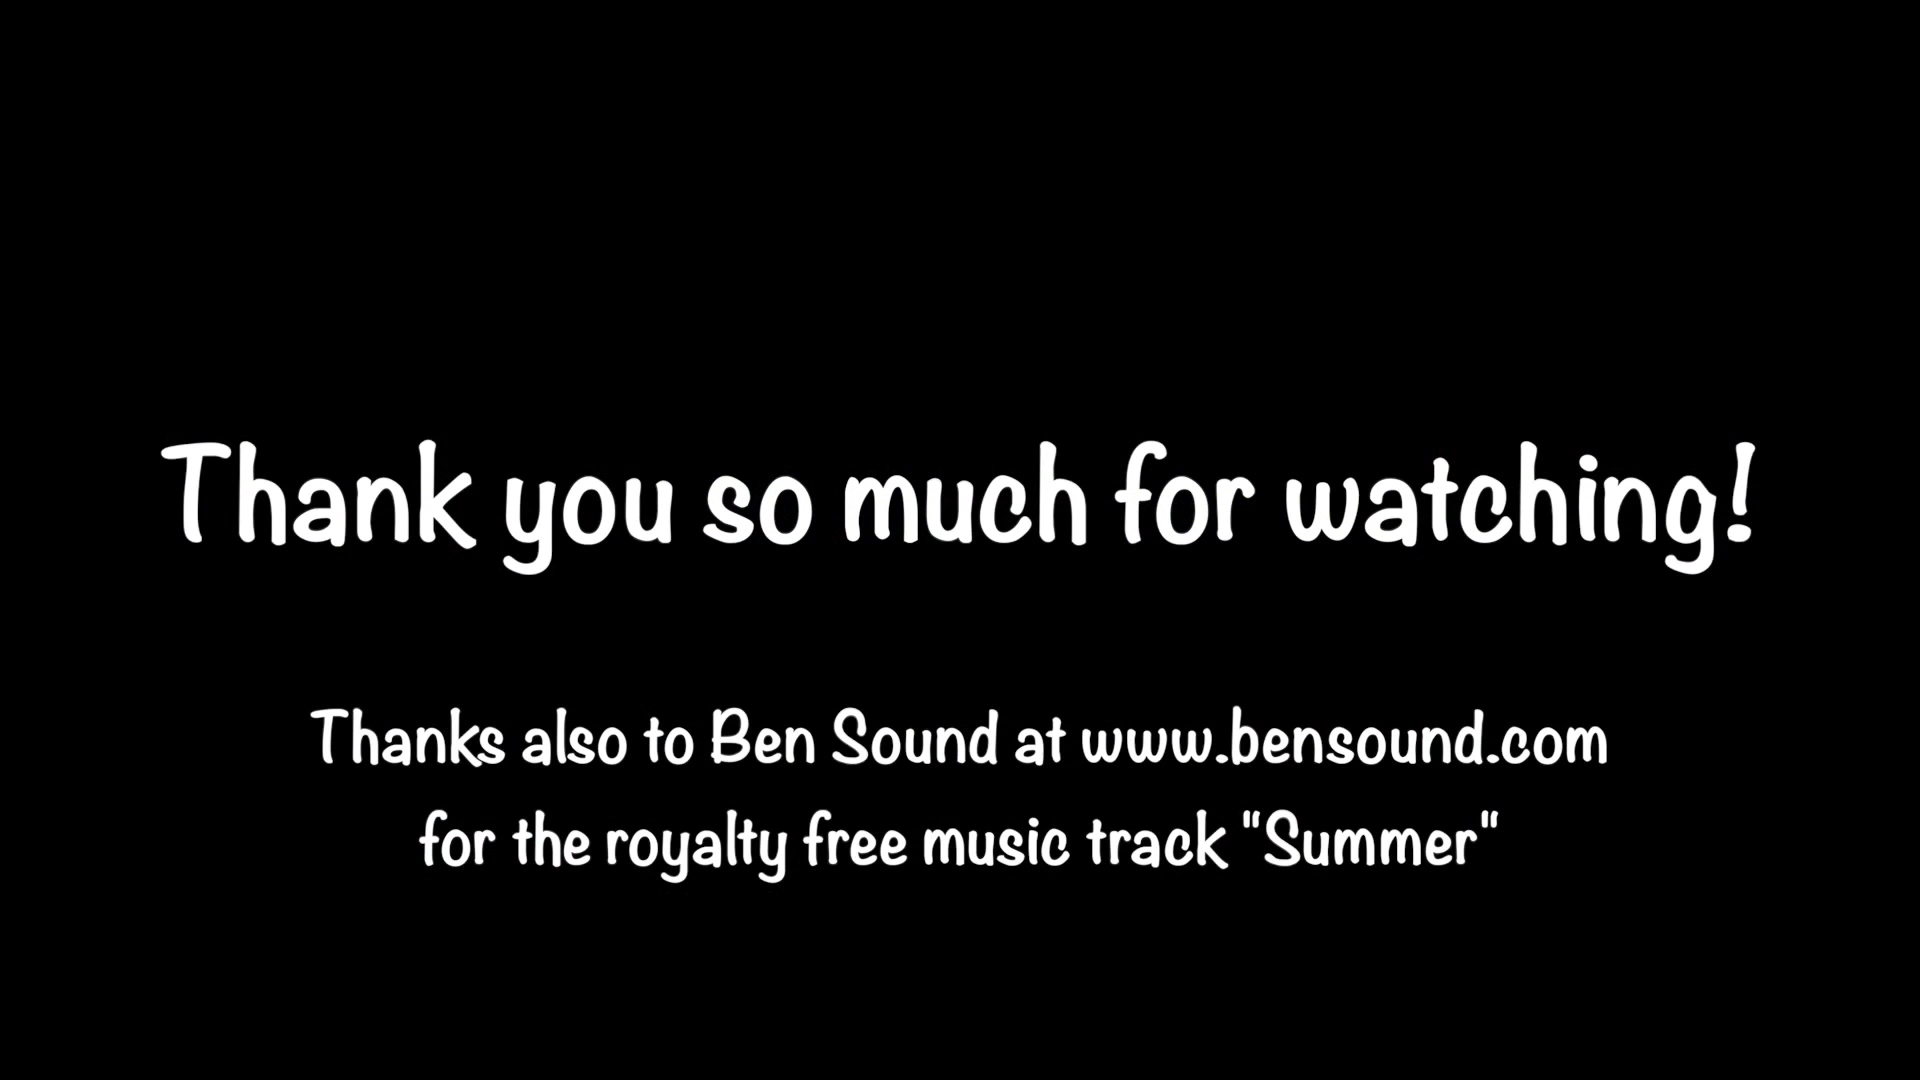 Thank you so much for watching!
Thanks also to Ben Sound at www.bensound.com
for the royalty free music track "Summer"